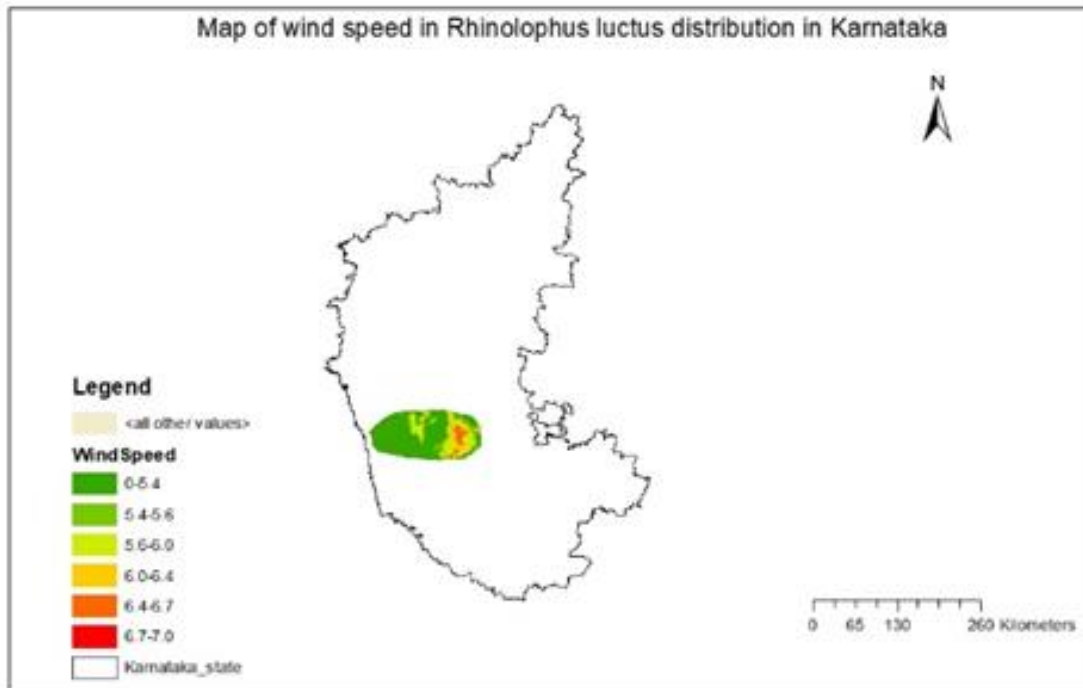 Map of wind speed in Rhinolophus luctus distribution in Karnataka
N
Legend
<all other values>
WindSpeed
0-5.4
5.4-5.6
5.6-6.0
6.0-6.4
6.4-6.7
6.7-7.0
Karnataka_state
0 65 130 260 Kilometers